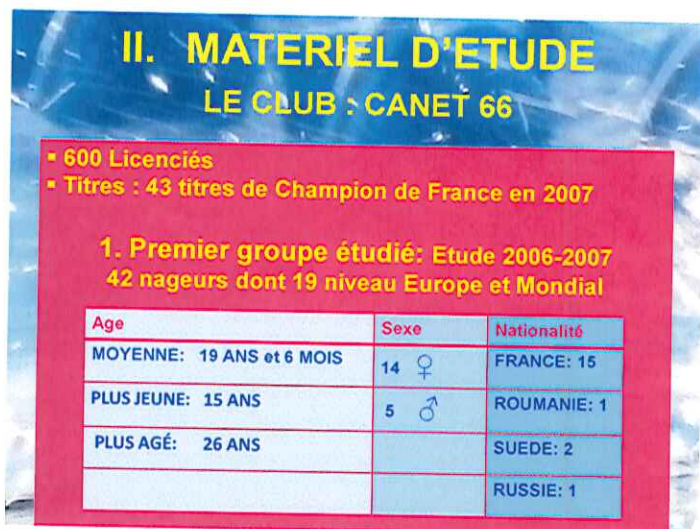 II. MATERIEL D'ETUDE
LE CLUB : CANET 66
▪ 600 Licenciés
▪ Titres : 43 titres de Champion de France en 2007
1. Premier groupe étudié: Etude 2006-2007
42 nageurs dont 19 niveau Europe et Mondial
Age Sexe Nationalité
MOYENNE: 19 ANS et 6 MOIS 14 ♀ FRANCE: 15
PLUS JEUNE: 15 ANS 5 ♂ ROUMANIE: 1
PLUS AGÉ: 26 ANS SUEDE: 2
RUSSIE: 1